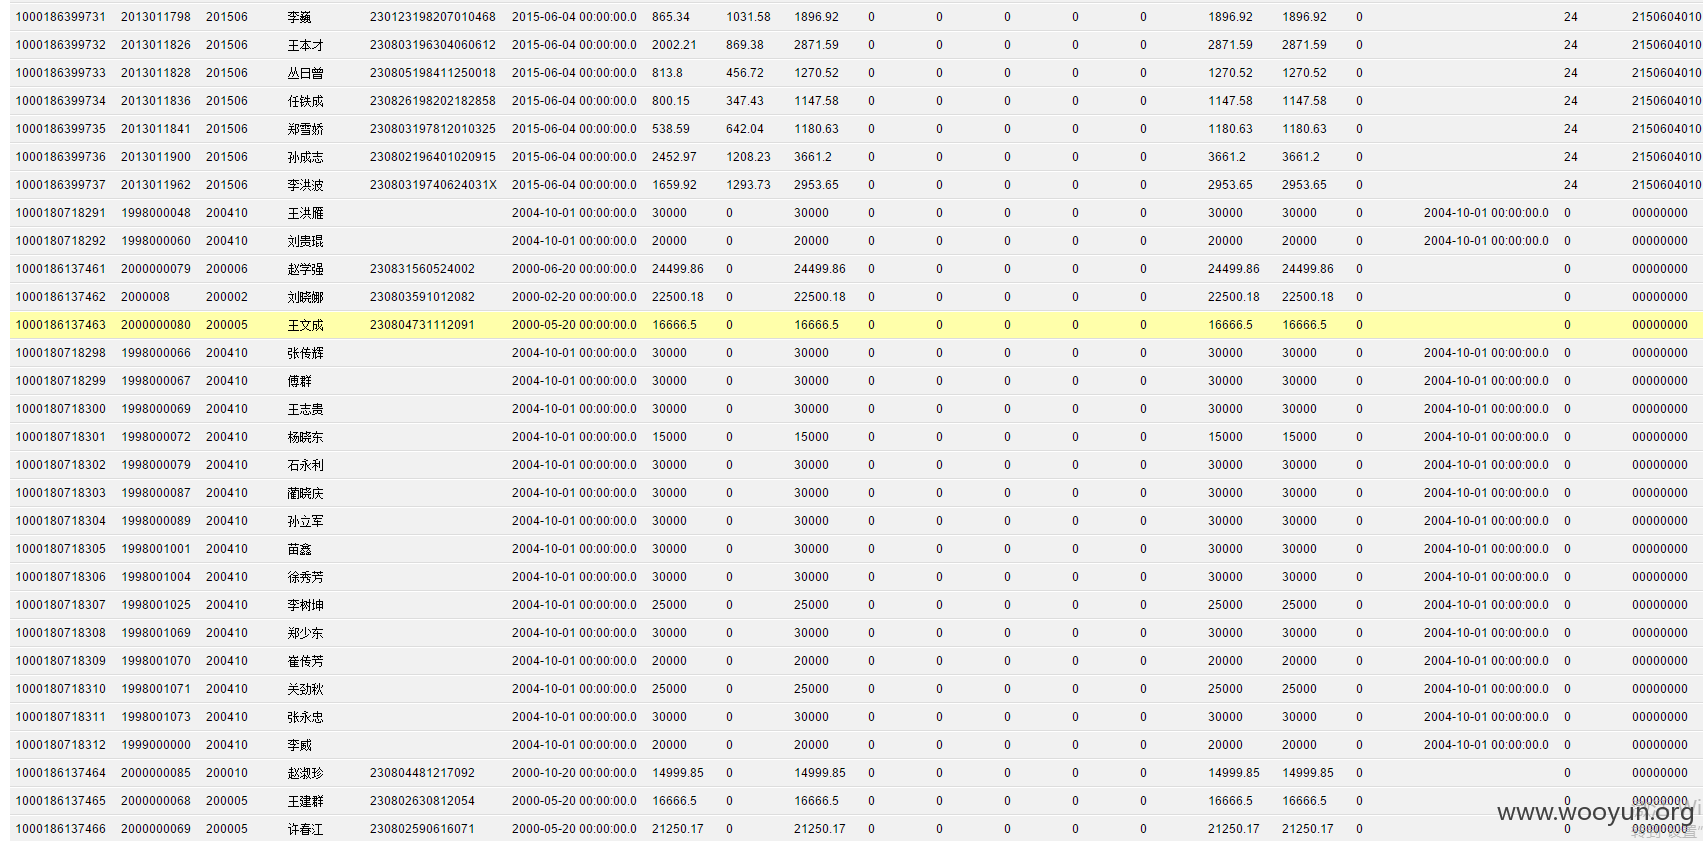 1000186399731 2013011798 201506 李巍 230123198207010468 2015-06-04 00:00:00.0 865.34 1031.58 1896.92 0 0 0 0 0 1896.92 1896.92 0 24 2150604010
1000186399732 2013011826 201506 王本才 230803196304060612 2015-06-04 00:00:00.0 2002.21 869.38 2871.59 0 0 0 0 0 2871.59 2871.59 0 24 2150604010
1000186399733 2013011828 201506 丛日曾 230805198411250018 2015-06-04 00:00:00.0 813.8 456.72 1270.52 0 0 0 0 0 1270.52 1270.52 0 24 2150604010
1000186399734 2013011836 201506 任铁成 230826198202182858 2015-06-04 00:00:00.0 800.15 347.43 1147.58 0 0 0 0 0 1147.58 1147.58 0 24 2150604010
1000186399735 2013011841 201506 郑雪娇 230803197812010325 2015-06-04 00:00:00.0 538.59 642.04 1180.63 0 0 0 0 0 1180.63 1180.63 0 24 2150604010
1000186399736 2013011900 201506 孙成志 230802196401020915 2015-06-04 00:00:00.0 2452.97 1208.23 3661.2 0 0 0 0 0 3661.2 3661.2 0 24 2150604010
1000186399737 2013011962 201506 李洪波 23080319740624031X 2015-06-04 00:00:00.0 1659.92 1293.73 2953.65 0 0 0 0 0 2953.65 2953.65 0 24 2150604010
1000180718291 1998000048 200410 王洪雁 2004-10-01 00:00:00.0 30000 0 30000 0 0 0 0 0 30000 30000 0 2004-10-01 00:00:00.0 0 00000000
1000180718292 1998000060 200410 刘贵琨 2004-10-01 00:00:00.0 20000 0 20000 0 0 0 0 0 20000 20000 0 2004-10-01 00:00:00.0 0 00000000
1000186137461 2000000079 200006 赵学强 230831560524002 2000-06-20 00:00:00.0 24499.86 0 24499.86 0 0 0 0 0 24499.86 24499.86 0 0 00000000
1000186137462 2000008 200002 刘晓娜 230803591012082 2000-02-20 00:00:00.0 22500.18 0 22500.18 0 0 0 0 0 22500.18 22500.18 0 0 00000000
1000186137463 2000000080 200005 王文成 230804731112091 2000-05-20 00:00:00.0 16666.5 0 16666.5 0 0 0 0 0 16666.5 16666.5 0 0 00000000
1000180718298 1998000066 200410 张传辉 2004-10-01 00:00:00.0 30000 0 30000 0 0 0 0 0 30000 30000 0 2004-10-01 00:00:00.0 0 00000000
1000180718299 1998000067 200410 傅群 2004-10-01 00:00:00.0 30000 0 30000 0 0 0 0 0 30000 30000 0 2004-10-01 00:00:00.0 0 00000000
1000180718300 1998000069 200410 王志贵 2004-10-01 00:00:00.0 30000 0 30000 0 0 0 0 0 30000 30000 0 2004-10-01 00:00:00.0 0 00000000
1000180718301 1998000072 200410 杨晓东 2004-10-01 00:00:00.0 15000 0 15000 0 0 0 0 0 15000 15000 0 2004-10-01 00:00:00.0 0 00000000
1000180718302 1998000079 200410 石永利 2004-10-01 00:00:00.0 30000 0 30000 0 0 0 0 0 30000 30000 0 2004-10-01 00:00:00.0 0 00000000
1000180718303 1998000087 200410 蔺晓庆 2004-10-01 00:00:00.0 30000 0 30000 0 0 0 0 0 30000 30000 0 2004-10-01 00:00:00.0 0 00000000
1000180718304 1998000089 200410 孙立军 2004-10-01 00:00:00.0 30000 0 30000 0 0 0 0 0 30000 30000 0 2004-10-01 00:00:00.0 0 00000000
1000180718305 1998001001 200410 苗鑫 2004-10-01 00:00:00.0 30000 0 30000 0 0 0 0 0 30000 30000 0 2004-10-01 00:00:00.0 0 00000000
1000180718306 1998001004 200410 徐秀芳 2004-10-01 00:00:00.0 30000 0 30000 0 0 0 0 0 30000 30000 0 2004-10-01 00:00:00.0 0 00000000
1000180718307 1998001025 200410 李树坤 2004-10-01 00:00:00.0 25000 0 25000 0 0 0 0 0 25000 25000 0 2004-10-01 00:00:00.0 0 00000000
1000180718308 1998001069 200410 郑少东 2004-10-01 00:00:00.0 30000 0 30000 0 0 0 0 0 30000 30000 0 2004-10-01 00:00:00.0 0 00000000
1000180718309 1998001070 200410 崔传芳 2004-10-01 00:00:00.0 20000 0 20000 0 0 0 0 0 20000 20000 0 2004-10-01 00:00:00.0 0 00000000
1000180718310 1998001071 200410 关劲秋 2004-10-01 00:00:00.0 25000 0 25000 0 0 0 0 0 25000 25000 0 2004-10-01 00:00:00.0 0 00000000
1000180718311 1998001073 200410 张永忠 2004-10-01 00:00:00.0 30000 0 30000 0 0 0 0 0 30000 30000 0 2004-10-01 00:00:00.0 0 00000000
1000180718312 1999000000 200410 李威 2004-10-01 00:00:00.0 20000 0 20000 0 0 0 0 0 20000 20000 0 2004-10-01 00:00:00.0 0 00000000
1000186137464 2000000085 200010 赵淑珍 230804481217092 2000-10-20 00:00:00.0 14999.85 0 14999.85 0 0 0 0 0 14999.85 14999.85 0 0 00000000
1000186137465 2000000068 200005 王建群 230802630812054 2000-05-20 00:00:00.0 16666.5 0 16666.5 0 0 0 0 0 16666.5 16666.5 0 0 00000000
www.wooyun.org
1000186137466 2000000069 200005 许春江 230802590616071 2000-05-20 00:00:00.0 21250.17 0 21250.17 0 0 0 0 0 21250.17 21250.17 0 0 00000000